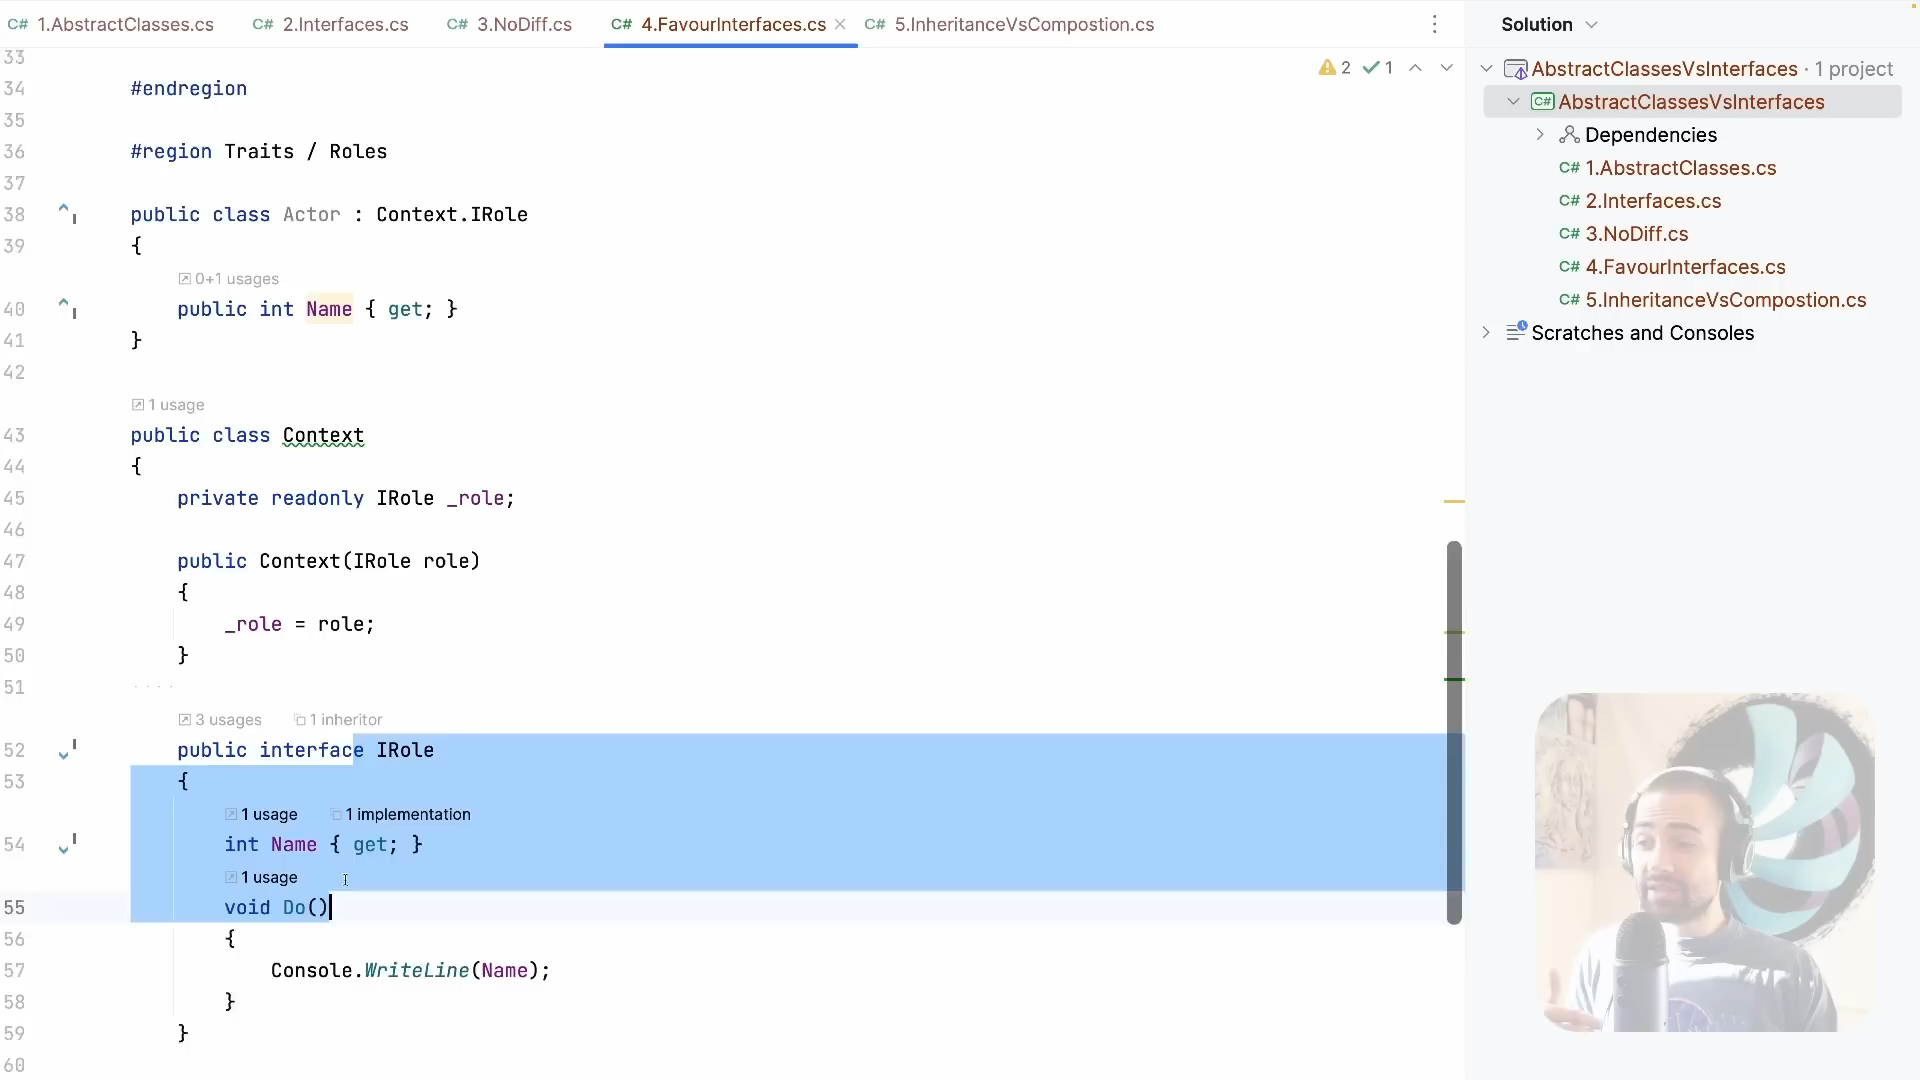 C# 1.AbstractClasses.cs
C# 2.Interfaces.cs
C# 3.NoDiff.cs
C# 4.FavourInterfaces.cs
C# 5.InheritanceVsCompostion.cs
Solution
33
2 1
34 #endregion
35
36 #region Traits / Roles
37
38 public class Actor : Context.IRole
39 {
0+1 usages
40 public int Name { get; }
41 }
42
1 usage
43 public class Context
44 {
45 private readonly IRole _role;
46
47 public Context(IRole role)
48 {
49 _role = role;
50 }
51
3 usages 1 inheritor
52 public interface IRole
53 {
1 usage 1 implementation
54 int Name { get; }
1 usage
55 void Do()
56 {
57 Console.WriteLine(Name);
58 }
59 }
60
AbstractClassesVsInterfaces · 1 project
C# AbstractClassesVsInterfaces
Dependencies
C# 1.AbstractClasses.cs
C# 2.Interfaces.cs
C# 3.NoDiff.cs
C# 4.FavourInterfaces.cs
C# 5.InheritanceVsCompostion.cs
Scratches and Consoles